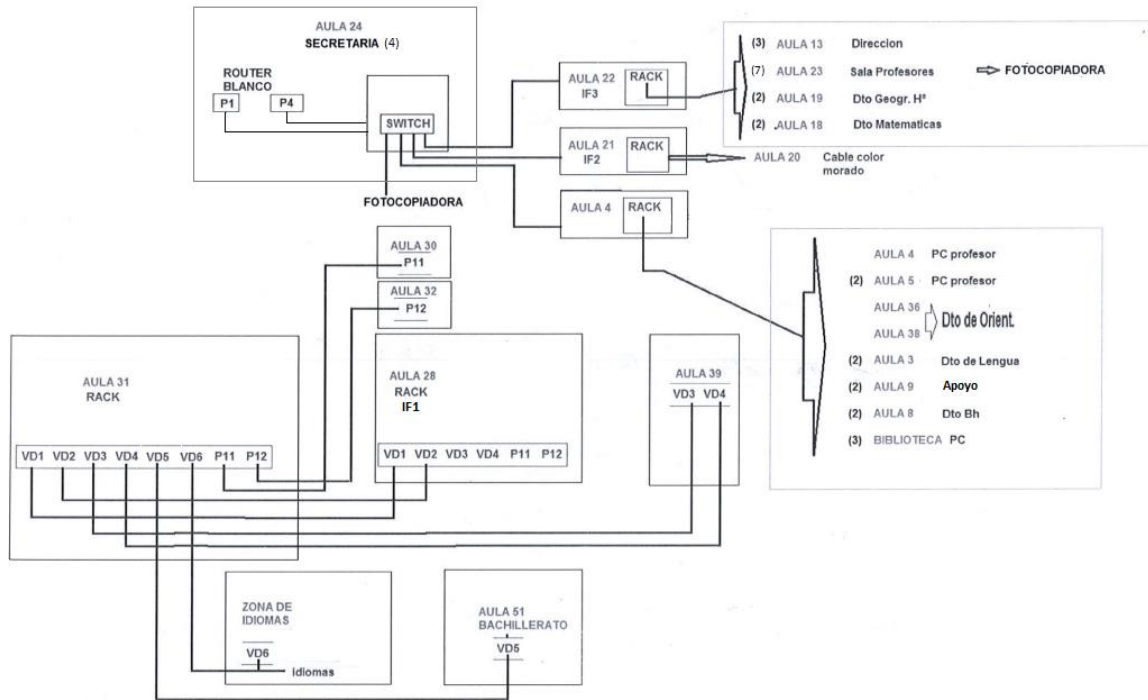 AULA 24
SECRETARIA (4)
ROUTER
BLANCO
P1
P4
SWITCH
FOTOCOPIADORA
AULA 22
IF3
RACK
AULA 21
IF2
RACK
AULA 4
RACK
(3) AULA 13 Direccion
(7) AULA 23 Sala Profesores FOTOCOPIADORA
(2) AULA 19 Dto Geogr. Hª
(2) .AULA 18 Dto Matematicas
AULA 20 Cable color
morado
AULA 4 PC profesor
(2) AULA 5 PC profesor
AULA 36
Dto de Orient.
AULA 38
(2) AULA 3 Dto de Lengua
(2) AULA 9 Apoyo
(2) AULA 8 Dto Bh
(3) BIBLIOTECA PC
AULA 30
P11
AULA 32
P12
AULA 31
RACK
VD1 VD2 VD3 VD4 VD5 VD6 P11 P12
AULA 28
RACK
IF1
VD1 VD2 VD3 VD4 P11 P12
AULA 39
VD3 VD4
ZONA DE
IDIOMAS
VD6
idiomas
AULA 51
BACHILLERATO
VD5